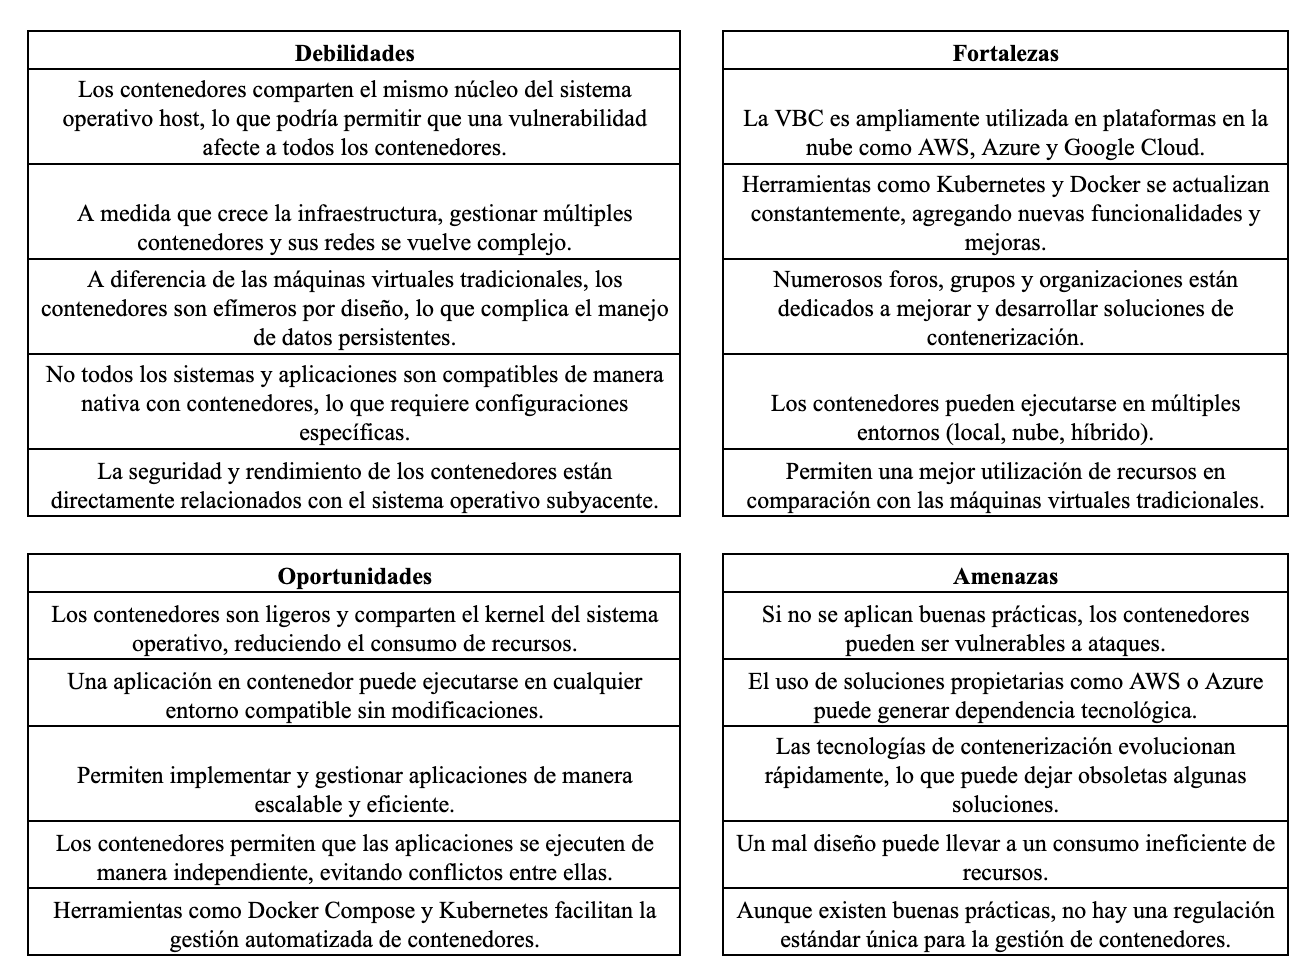 Debilidades
Los contenedores comparten el mismo núcleo del sistema
operativo host, lo que podría permitir que una vulnerabilidad
afecte a todos los contenedores.
A medida que crece la infraestructura, gestionar múltiples
contenedores y sus redes se vuelve complejo.
A diferencia de las máquinas virtuales tradicionales, los
contenedores son efímeros por diseño, lo que complica el manejo
de datos persistentes.
No todos los sistemas y aplicaciones son compatibles de manera
nativa con contenedores, lo que requiere configuraciones
específicas.
La seguridad y rendimiento de los contenedores están
directamente relacionados con el sistema operativo subyacente.
Fortalezas
La VBC es ampliamente utilizada en plataformas en la
nube como AWS, Azure y Google Cloud.
Herramientas como Kubernetes y Docker se actualizan
constantemente, agregando nuevas funcionalidades y
mejoras.
Numerosos foros, grupos y organizaciones están
dedicados a mejorar y desarrollar soluciones de
contenerización.
Los contenedores pueden ejecutarse en múltiples
entornos (local, nube, híbrido).
Permiten una mejor utilización de recursos en
comparación con las máquinas virtuales tradicionales.
Oportunidades
Los contenedores son ligeros y comparten el kernel del sistema
operativo, reduciendo el consumo de recursos.
Una aplicación en contenedor puede ejecutarse en cualquier
entorno compatible sin modificaciones.
Permiten implementar y gestionar aplicaciones de manera
escalable y eficiente.
Los contenedores permiten que las aplicaciones se ejecuten de
manera independiente, evitando conflictos entre ellas.
Herramientas como Docker Compose y Kubernetes facilitan la
gestión automatizada de contenedores.
Amenazas
Si no se aplican buenas prácticas, los contenedores
pueden ser vulnerables a ataques.
El uso de soluciones propietarias como AWS o Azure
puede generar dependencia tecnológica.
Las tecnologías de contenerización evolucionan
rápidamente, lo que puede dejar obsoletas algunas
soluciones.
Un mal diseño puede llevar a un consumo ineficiente de
recursos.
Aunque existen buenas prácticas, no hay una regulación
estándar única para la gestión de contenedores.